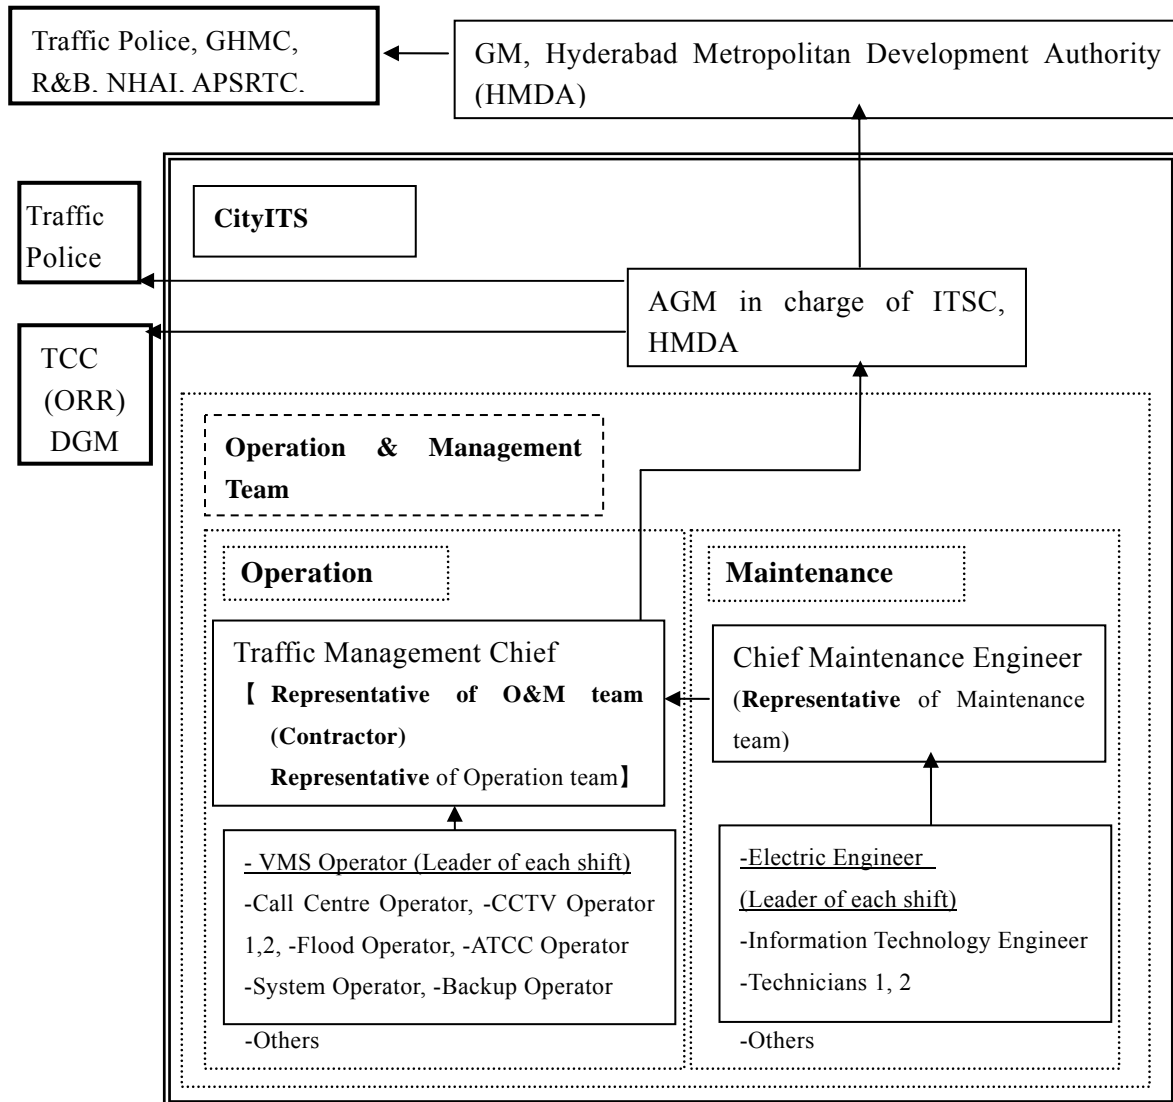 Traffic Police, GHMC,
R&B, NHAI, APSRTC,
GM, Hyderabad Metropolitan Development Authority
(HMDA)
Traffic
Police
CityITS
AGM in charge of ITSC,
HMDA
TCC
(ORR)
DGM
Operation & Management
Team
Operation
Maintenance
Traffic Management Chief
【 Representative of O&M team
(Contractor)
Representative of Operation team】
Chief Maintenance Engineer
(Representative of Maintenance
team)
- VMS Operator (Leader of each shift)
-Call Centre Operator, -CCTV Operator
1,2, -Flood Operator, -ATCC Operator
-System Operator, -Backup Operator
-Others
-Electric Engineer
(Leader of each shift)
-Information Technology Engineer
-Technicians 1, 2
-Others